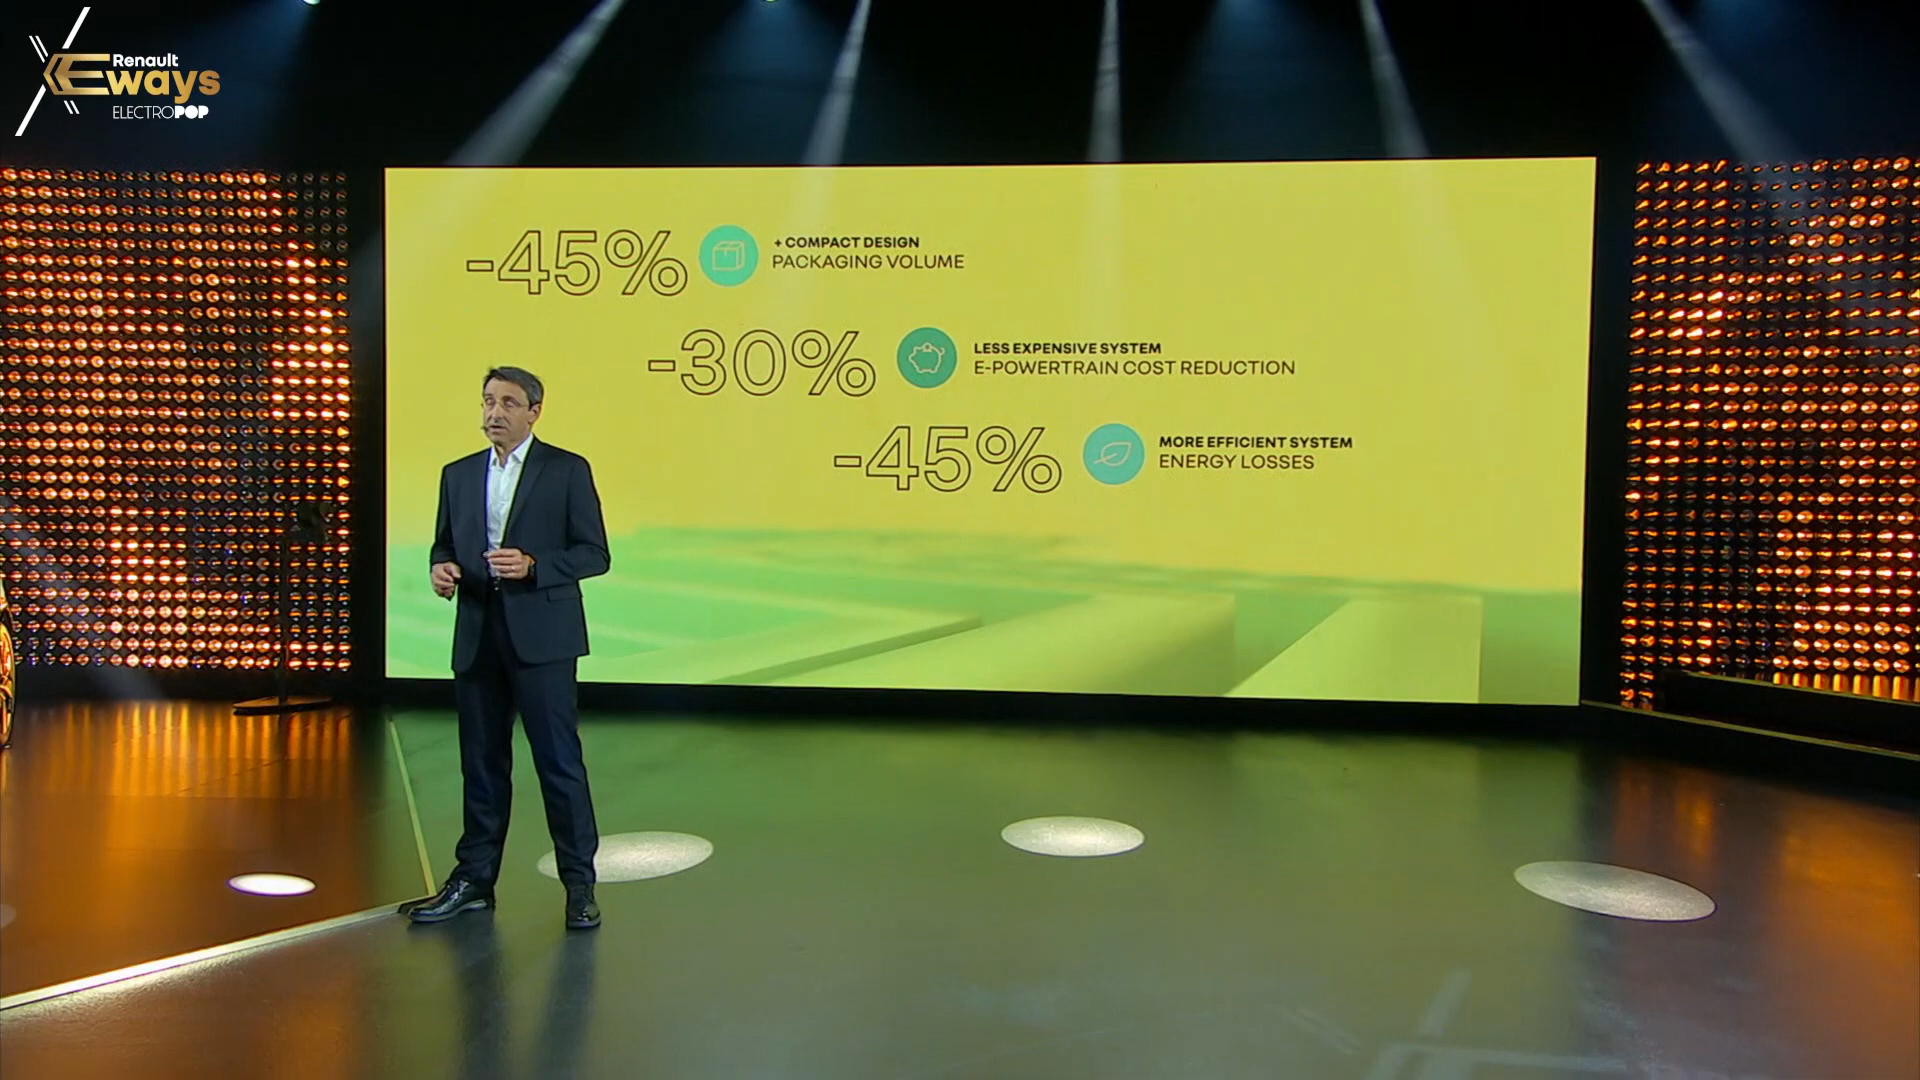 Renault
Eways
ELECTROPOP
-45%
+ COMPACT DESIGN
PACKAGING VOLUME
-30%
LESS EXPENSIVE SYSTEM
E-POWERTRAIN COST REDUCTION
-45%
MORE EFFICIENT SYSTEM
ENERGY LOSSES